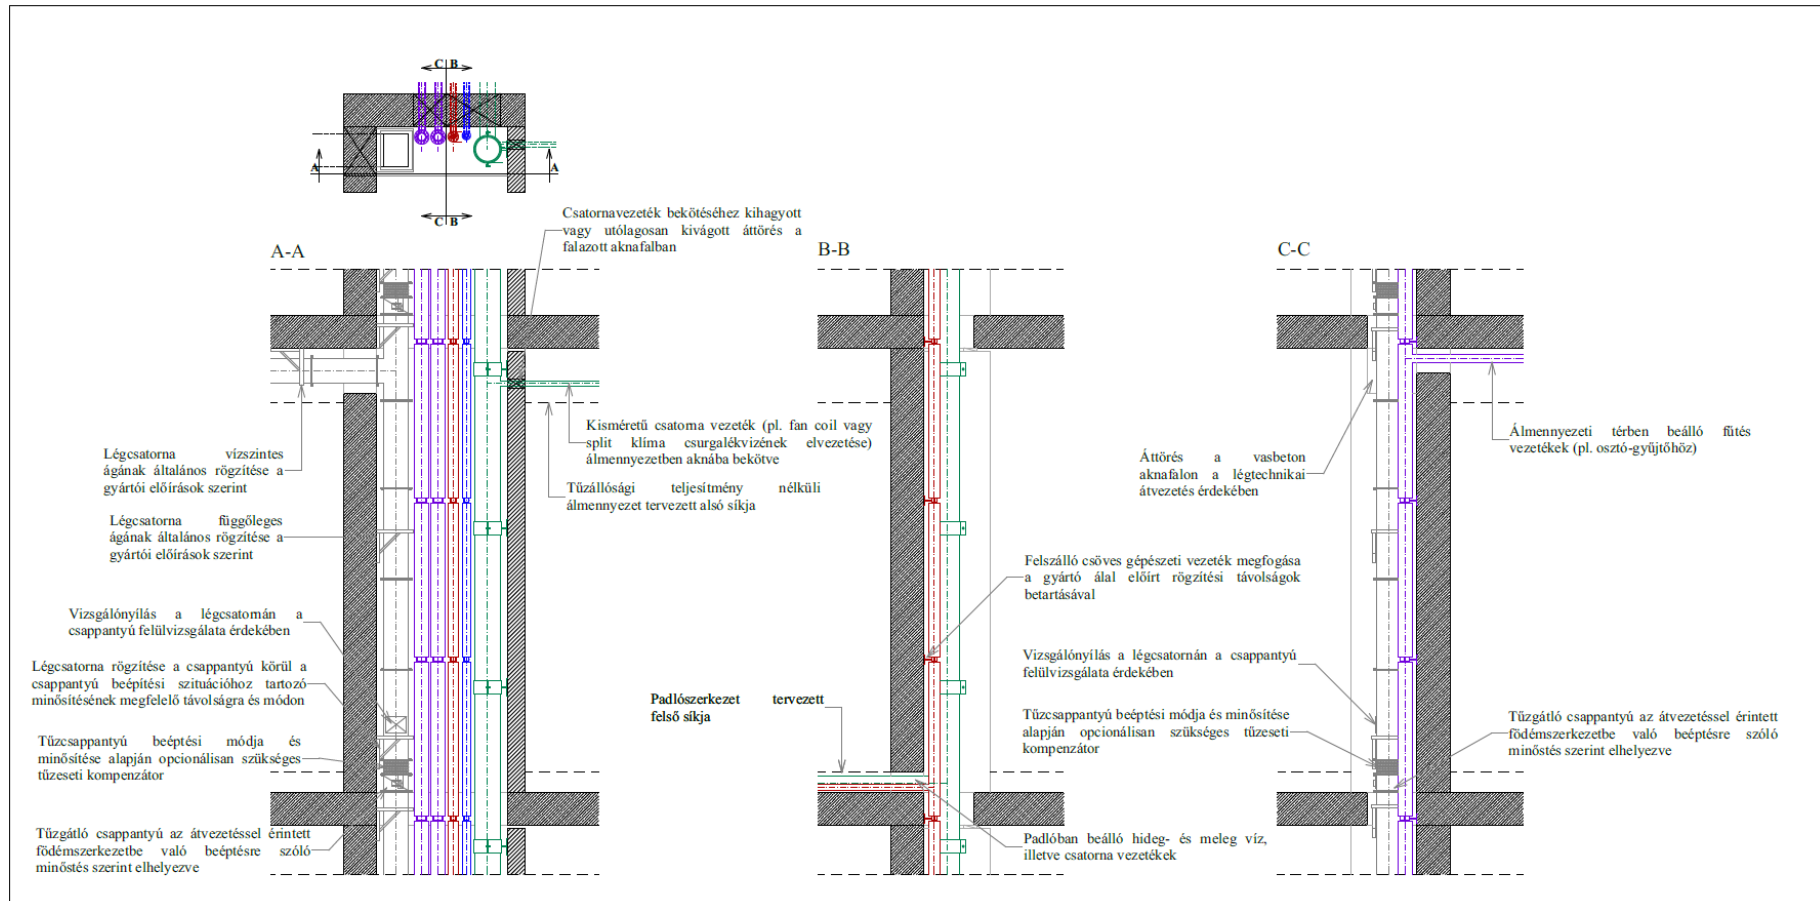 C B
A
A
C B
A-A
Csatornavezeték bekötéséhez kihagyott
vagy utólagosan kivágott áttörés a
falazott aknafalban
Légcsatorna vízszintes
ágának általános rögzítése a
gyártói előírások szerint
Légcsatorna függőleges
ágának általános rögzítése a
gyártói előírások szerint
Vizsgálónyílás a légcsatornán a
csappantyú felülvizsgálata érdekében
Légcsatorna rögzítése a csappantyú körül a
csappantyú beépítési szituációhoz tartozó
minősítésének megfelelő távolságra és módon
Tűzcsappantyú beéptési módja és
minősítése alapján opcionálisan szükséges
tűzeseti kompenzátor
Tűzgátló csappantyú az átvezetéssel érintett
födémszerkezetbe való beéptésre szóló
minőstés szerint elhelyezve
Kisméretű csatorna vezeték (pl. fan coil vagy
split klíma csurgalékvizének elvezetése)
álmennyezetben aknába bekötve
Tűzállósági teljesítmény nélküli
álmennyezet tervezett alsó síkja
B-B
Padlószerkezet tervezett
felső síkja
Felszálló csöves gépészeti vezeték megfogása
a gyártó álal előírt rögzítési távolságok
betartásával
Padlóban beálló hideg- és meleg víz,
illetve csatorna vezetékek
C-C
Áttörés a vasbeton
aknafalon a légtechnikai
átvezetés érdekében
Álmennyezeti térben beálló fűtés
vezetékek (pl. osztó-gyűjtőhöz)
Vizsgálónyílás a légcsatornán a csappantyú
felülvizsgálata érdekében
Tűzcsappantyú beéptési módja és minősítése
alapján opcionálisan szükséges tűzeseti
kompenzátor
Tűzgátló csappantyú az átvezetéssel érintett
födémszerkezetbe való beéptésre szóló
minőstés szerint elhelyezve